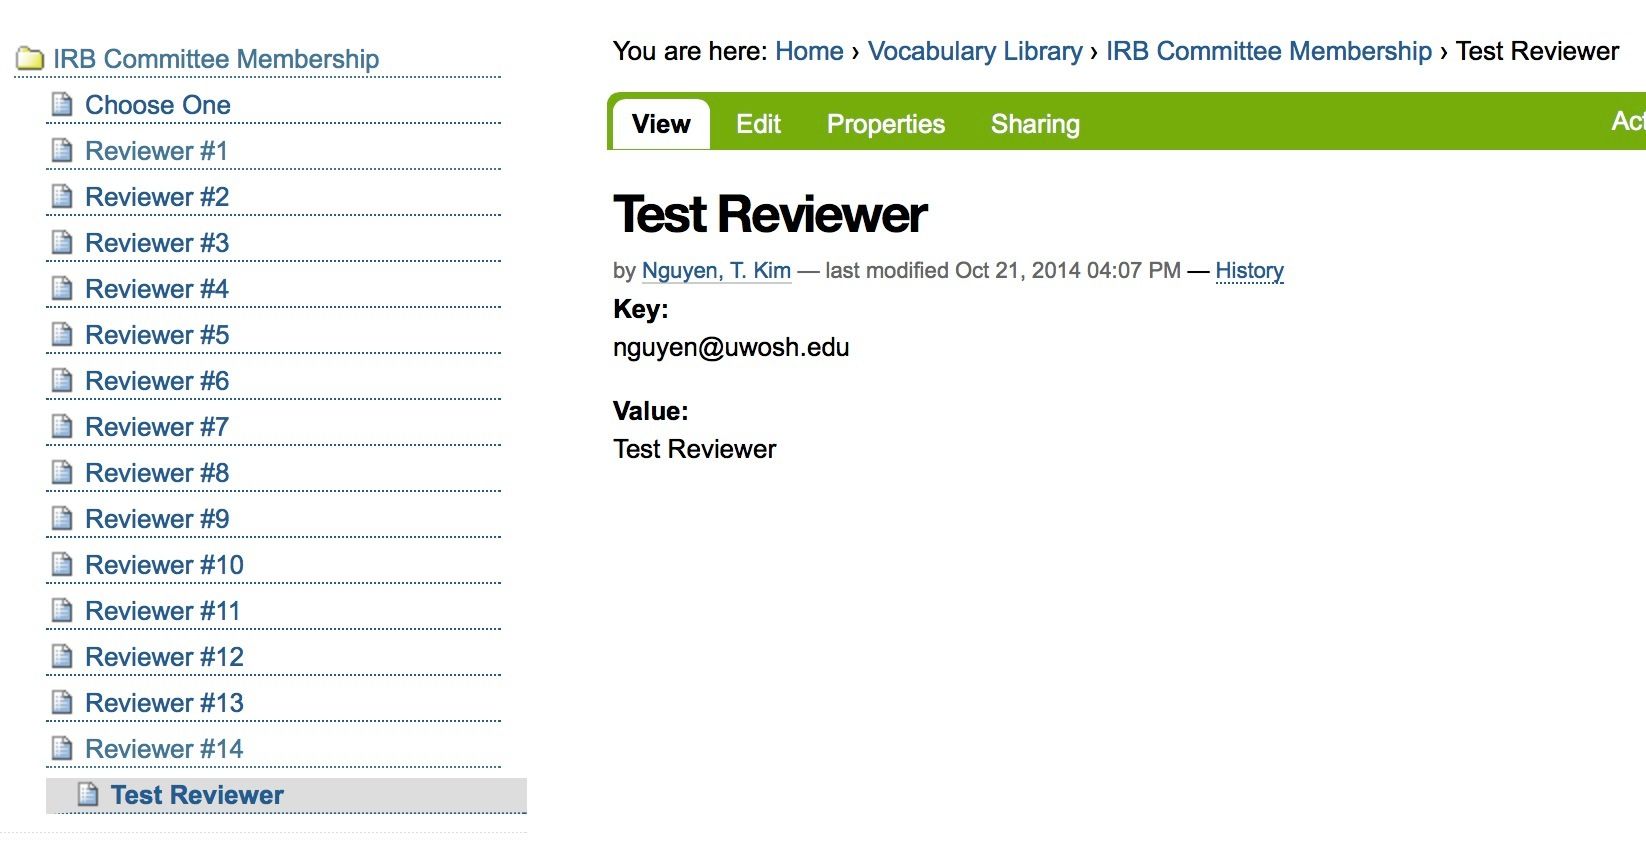 IRB Committee Membership
Choose One
Reviewer #1
Reviewer #2
Reviewer #3
Reviewer #4
Reviewer #5
Reviewer #6
Reviewer #7
Reviewer #8
Reviewer #9
Reviewer #10
Reviewer #11
Reviewer #12
Reviewer #13
Reviewer #14
Test Reviewer
You are here: Home › Vocabulary Library › IRB Committee Membership › Test Reviewer
View Edit Properties Sharing
Test Reviewer
by Nguyen, T. Kim — last modified Oct 21, 2014 04:07 PM — History
Key:
nguyen@uwosh.edu
Value:
Test Reviewer